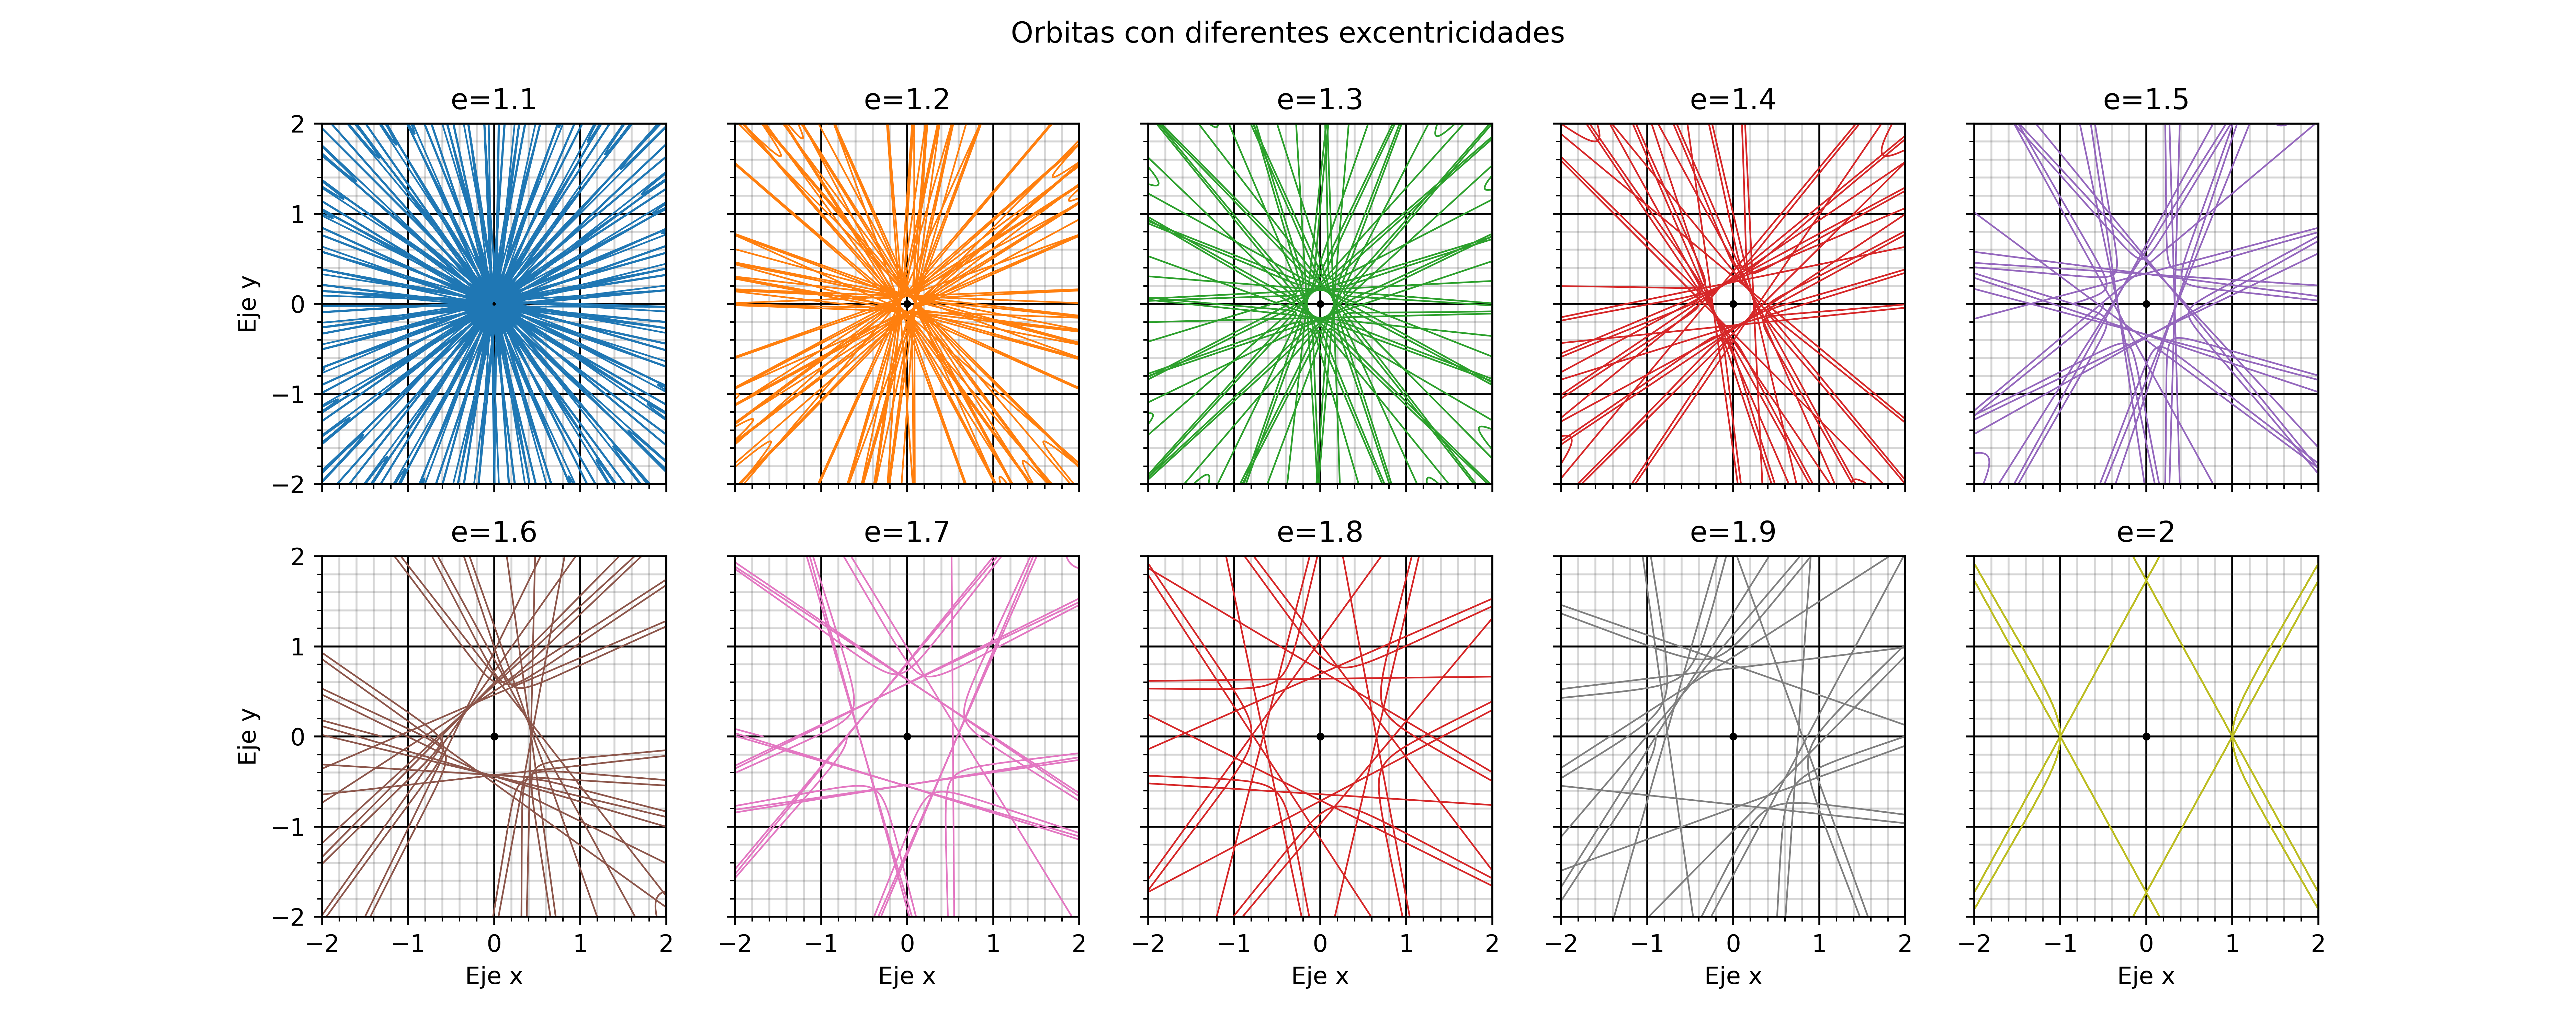 Orbitas con diferentes excentricidades
e=1.1 e=1.2 e=1.3 e=1.4 e=1.5
2
1
0
−1
−2
Eje y
e=1.6 e=1.7 e=1.8 e=1.9 e=2
2
1
0
−1
−2
Eje y
−2 −1 0 1 2 −2 −1 0 1 2 −2 −1 0 1 2 −2 −1 0 1 2 −2 −1 0 1 2
Eje x Eje x Eje x Eje x Eje x